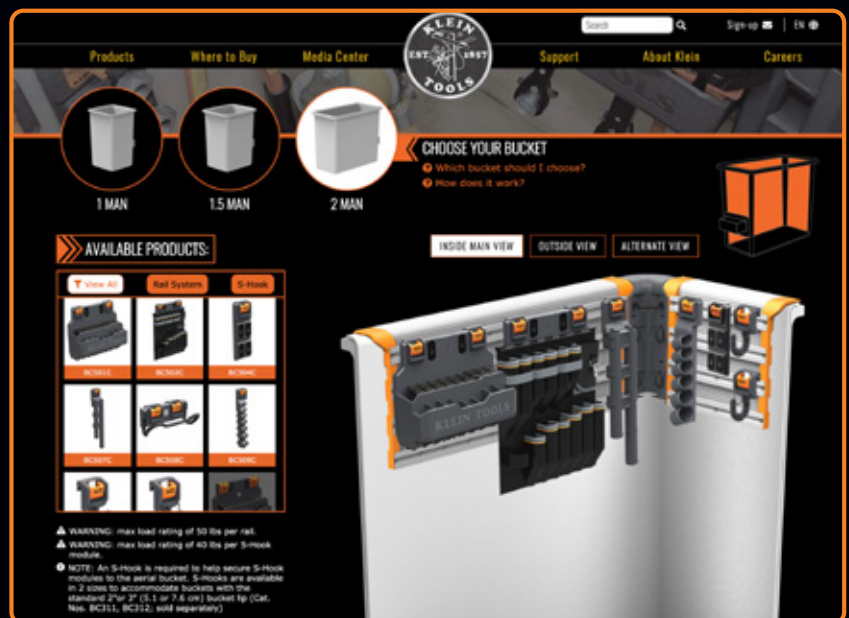 Search
Sign-up | EN
KLEIN
EST. 1857
TOOLS
Products
Where to Buy
Media Center
Support
About Klein
Careers
CHOOSE YOUR BUCKET
Which bucket should I choose?
How does it work?
1 MAN
1.5 MAN
2 MAN
AVAILABLE PRODUCTS:
INSIDE MAIN VIEW
OUTSIDE VIEW
ALTERNATE VIEW
View All
Rail System
S-Hook
BC501C
BC502C
BC504C
BC507C
BC508C
BC509C
KLEIN TOOLS
WARNING: max load rating of 50 lbs per rail.
WARNING: max load rating of 40 lbs per S-Hook
module.
NOTE: An S-Hook is required to help secure S-Hook
modules to the aerial bucket. S-Hooks are available
in 2 sizes to accommodate buckets with the
standard 2"or 3" (5.1 or 7.6 cm) bucket lip (Cat.
Nos. BC311, BC312; sold separately)